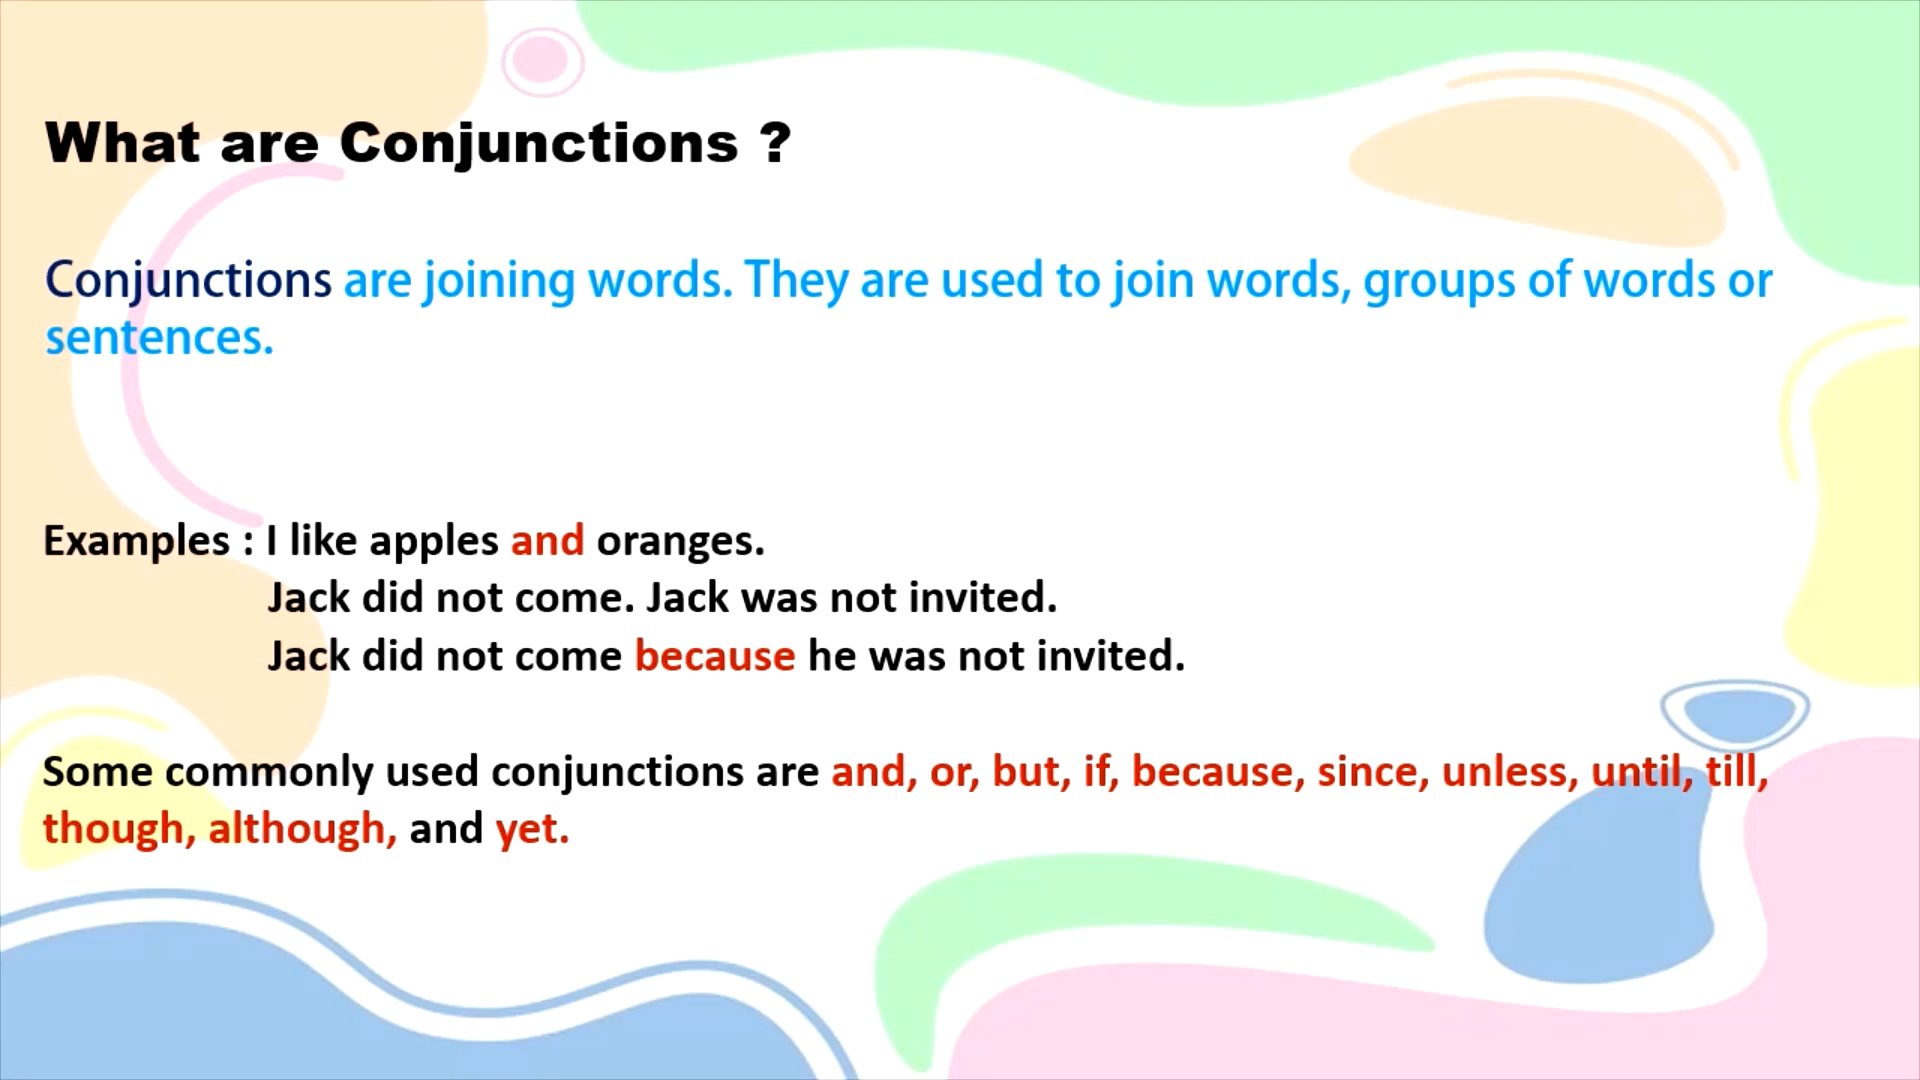 What are Conjunctions ?
Conjunctions are joining words. They are used to join words, groups of words or
sentences.
Examples : I like apples and oranges.
Jack did not come. Jack was not invited.
Jack did not come because he was not invited.
Some commonly used conjunctions are and, or, but, if, because, since, unless, until, till,
though, although, and yet.